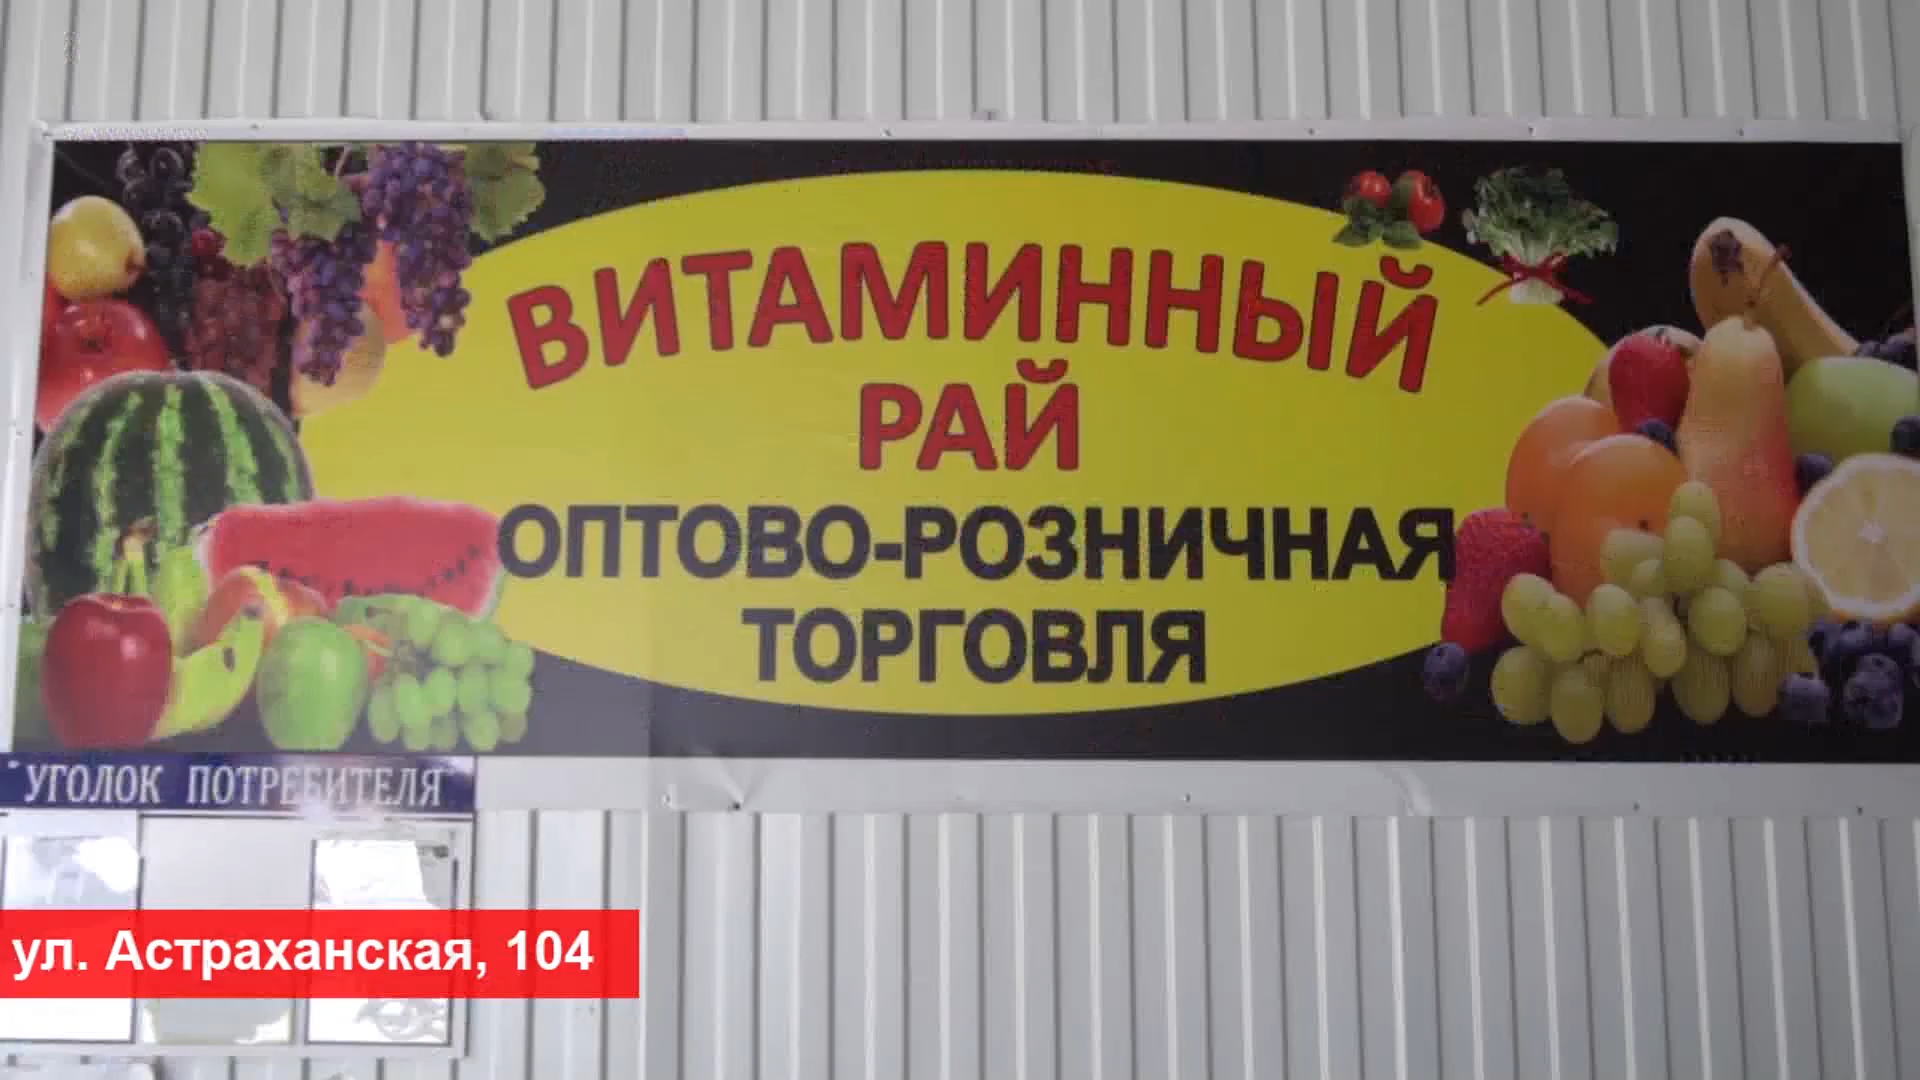 ВИТАМИННЫЙ
РАЙ
ОПТОВО-РОЗНИЧНАЯ
ТОРГОВЛЯ
"УГОЛОК ПОТРЕБИТЕЛЯ"
ул. Астраханская, 104